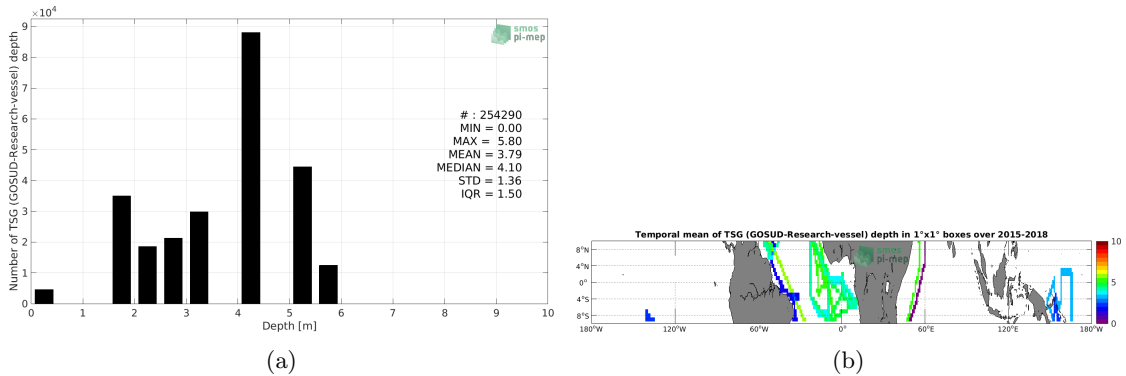 ×10⁴
9
8
7
6
5
4
3
2
1
0
Number of TSG (GOSUD-Research-vessel) depth
smos
pi-mep
# : 254290
MIN = 0.00
MAX = 5.80
MEAN = 3.79
MEDIAN = 4.10
STD = 1.36
IQR = 1.50
0 1 2 3 4 5 6 7 8 9 10
Depth [m]
(a)
Temporal mean of TSG (GOSUD-Research-vessel) depth in 1°x1° boxes over 2015-2018
smos
pi-mep
8°N
4°N
0°
4°S
8°S
180°W 120°W 60°W 0° 60°E 120°E 180°W
10
5
0
(b)